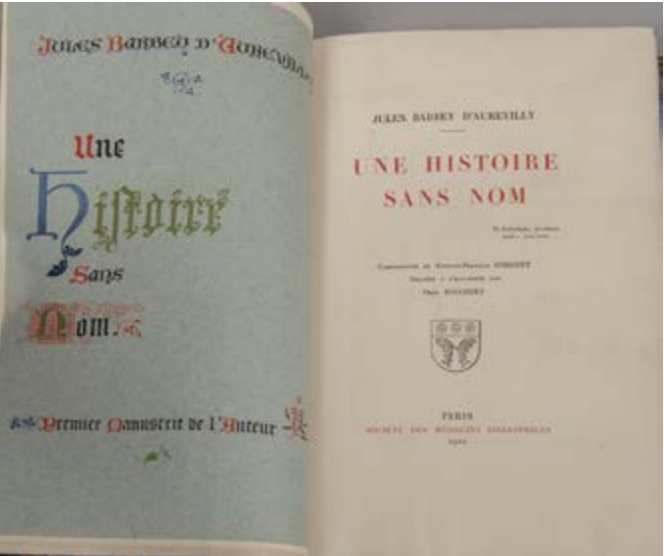 Jules Barbey d'Aurevilly
Une
Histoire
Sans
Nom.
Premier Manuscrit de l'Auteur
JULES BARBEY D'AUREVILLY
UNE HISTOIRE
SANS NOM
PARIS
SOCIÉTÉ DES MÉDECINS BIBLIOPHILES